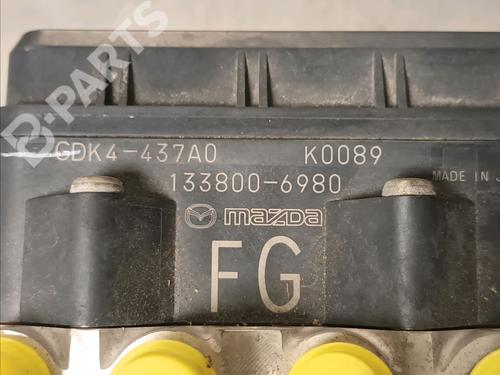 B-PARTS
GDK4-437A0 K0089
133800-6980
MADE IN J
mazda
FG